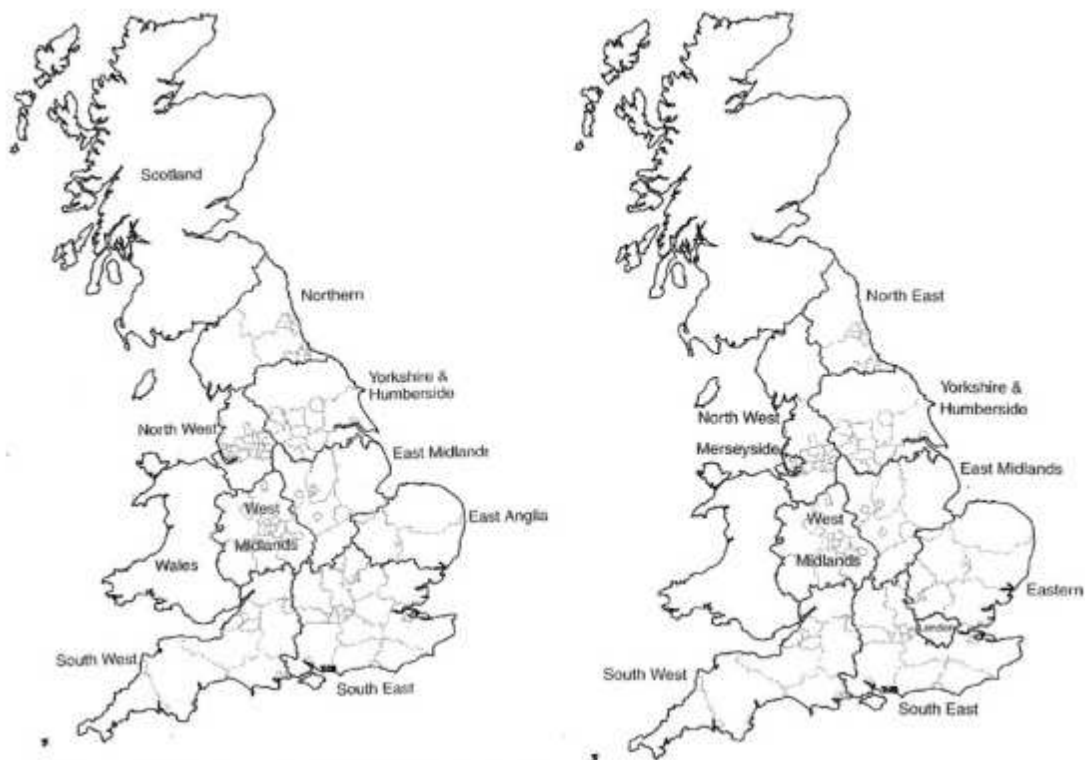 Scotland
Northern
Yorkshire &
Humberside
North West
East Midlands
West
Midlands
East Anglia
Wales
South West
South East
North East
Yorkshire &
Humberside
North West
Merseyside
East Midlands
West
Midlands
Eastern
London
South West
South East